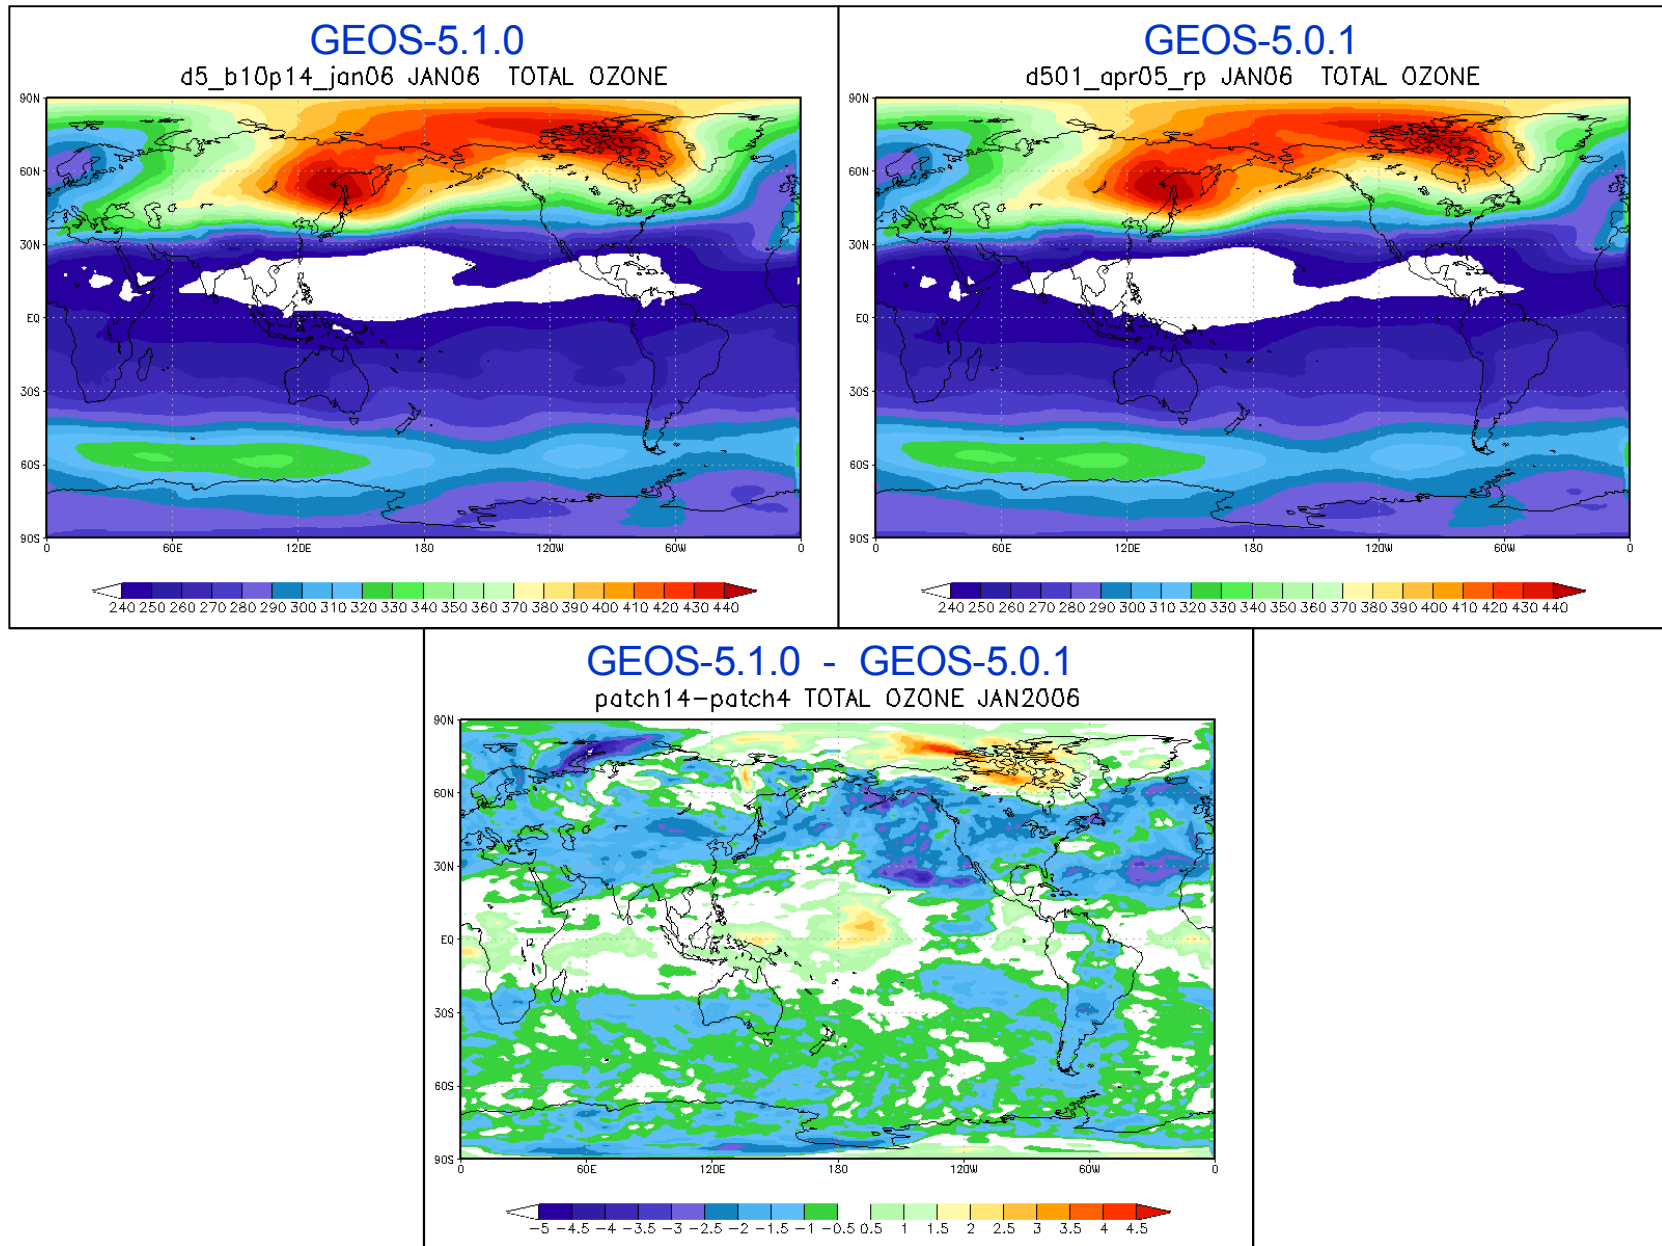 GEOS-5.1.0
d5_b10p14_jan06 JAN06 TOTAL OZONE
90N
60N
30N
EQ
30S
60S
90S
0 60E 120E 180 120W 60W 0
240 250 260 270 280 290 300 310 320 330 340 350 360 370 380 390 400 410 420 430 440
GEOS-5.0.1
d501_apr05_rp JAN06 TOTAL OZONE
90N
60N
30N
EQ
30S
60S
90S
0 60E 120E 180 120W 60W 0
240 250 260 270 280 290 300 310 320 330 340 350 360 370 380 390 400 410 420 430 440
GEOS-5.1.0 - GEOS-5.0.1
patch14-patch4 TOTAL OZONE JAN2006
90N
60N
30N
EQ
30S
60S
90S
0 60E 120E 180 120W 60W 0
-5 -4.5 -4 -3.5 -3 -2.5 -2 -1.5 -1 -0.5 0.5 1 1.5 2 2.5 3 3.5 4 4.5